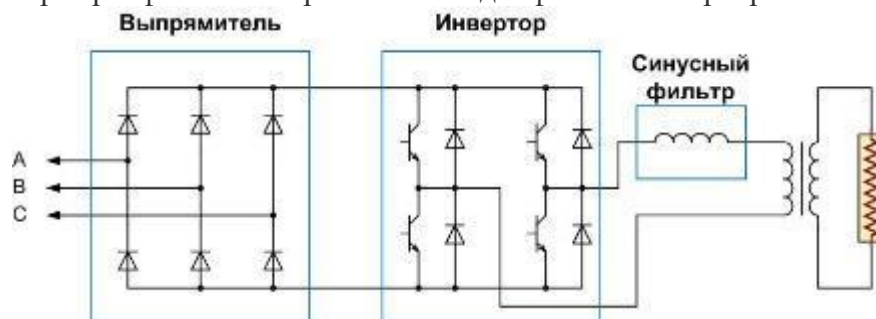 Выпрямитель
Инвертор
Синусный
фильтр
A
B
C